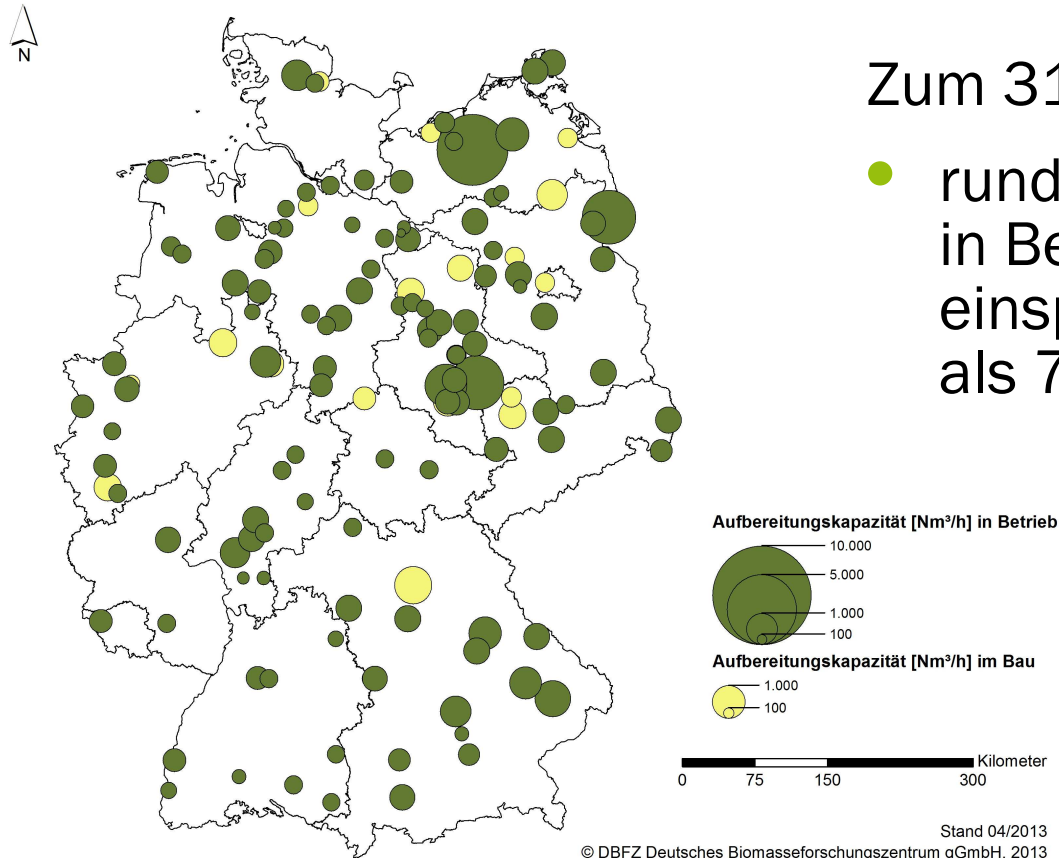 N
Zum 31
rund
in Be
einsp
als 7
Aufbereitungskapazität [Nm³/h] in Betrieb
10.000
5.000
1.000
100
Aufbereitungskapazität [Nm³/h] im Bau
1.000
100
Kilometer
0 75 150 300
Stand 04/2013
© DBFZ Deutsches Biomasseforschungszentrum gGmbH, 2013